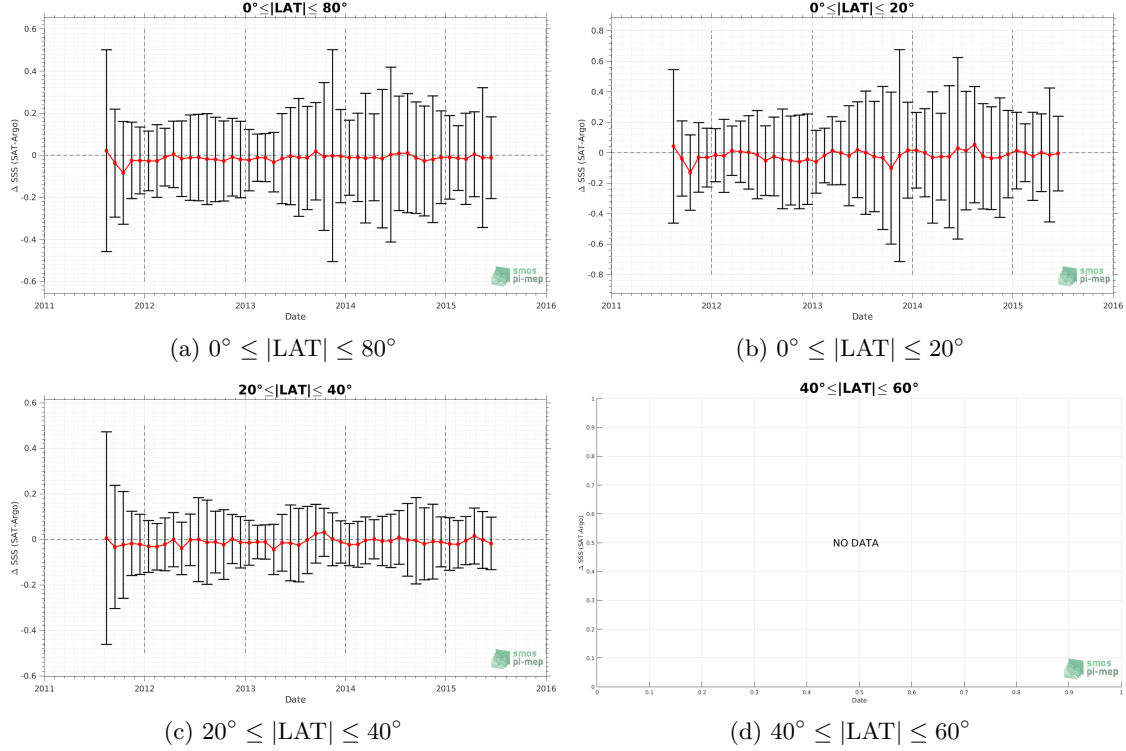 0°≤|LAT|≤ 80°
0.6
0.4
0.2
0
-0.2
-0.4
-0.6
Δ SSS (SAT-Argo)
2011
2012
2013
2014
2015
2016
Date
smos
pi-mep
(a) 0° ≤ |LAT| ≤ 80°
0°≤|LAT|≤ 20°
0.8
0.6
0.4
0.2
0
-0.2
-0.4
-0.6
-0.8
Δ SSS (SAT-Argo)
2011
2012
2013
2014
2015
2016
Date
smos
pi-mep
(b) 0° ≤ |LAT| ≤ 20°
20°≤|LAT|≤ 40°
0.6
0.4
0.2
0
-0.2
-0.4
-0.6
Δ SSS (SAT-Argo)
2011
2012
2013
2014
2015
2016
Date
smos
pi-mep
(c) 20° ≤ |LAT| ≤ 40°
40°≤|LAT|≤ 60°
1
0.9
0.8
0.7
0.6
0.5
0.4
0.3
0.2
0.1
0
Δ SSS (SAT-Argo)
NO DATA
0
0.1
0.2
0.3
0.4
0.5
0.6
0.7
0.8
0.9
1
Date
smos
pi-mep
(d) 40° ≤ |LAT| ≤ 60°